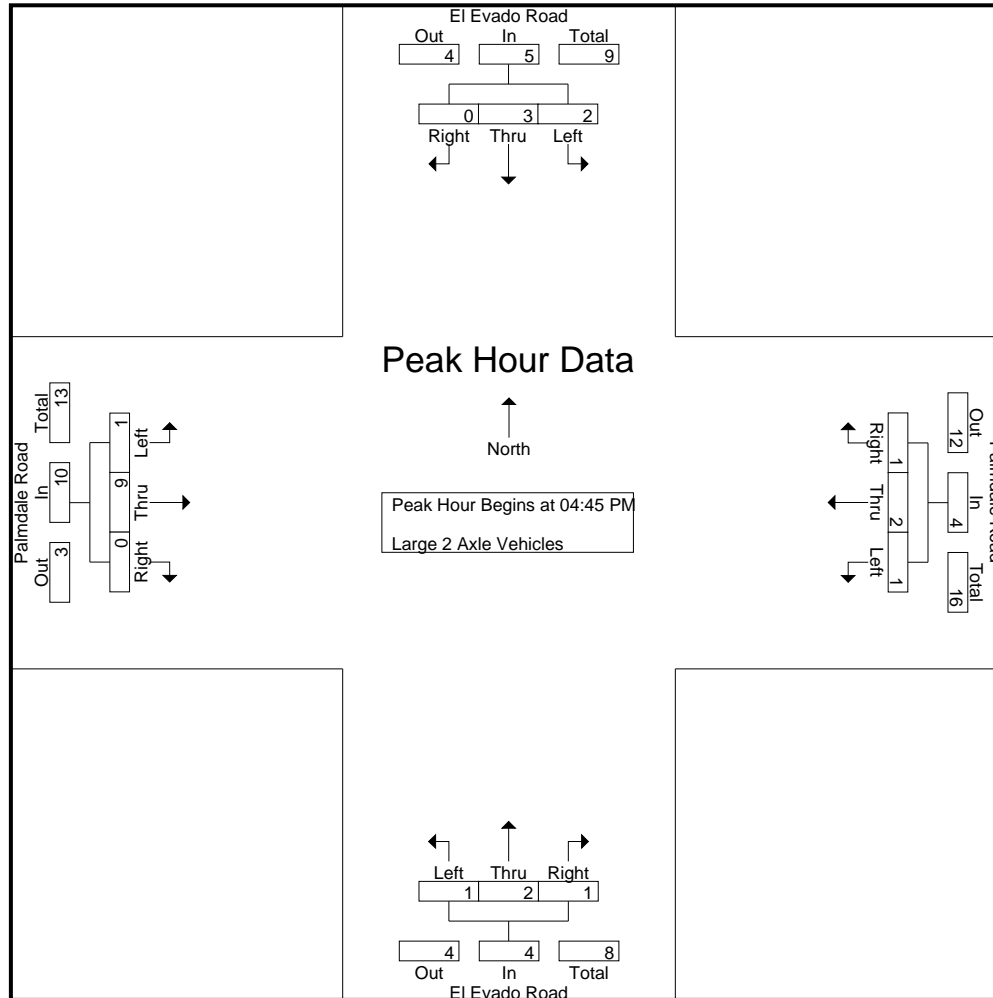 El Evado Road
Out In Total
4 5 9
0 3 2
Right Thru Left
Peak Hour Data
North
Peak Hour Begins at 04:45 PM
Large 2 Axle Vehicles
Palmdale Road
Out In Total
3 10 13
0 9 1
Right Thru Left
Out In Total
12 4 16
1 2 1
Right Thru Left
Left Thru Right
1 2 1
4 4 8
Out In Total
El Evado Road